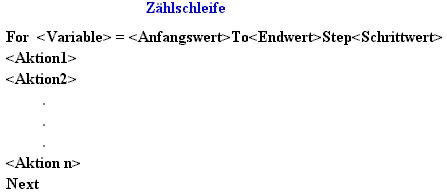 Zählschleife
For <Variable> = <Anfangswert>To<Endwert>Step<Schrittwert>
<Aktion1>
<Aktion2>
.
.
.
<Aktion n>
Next